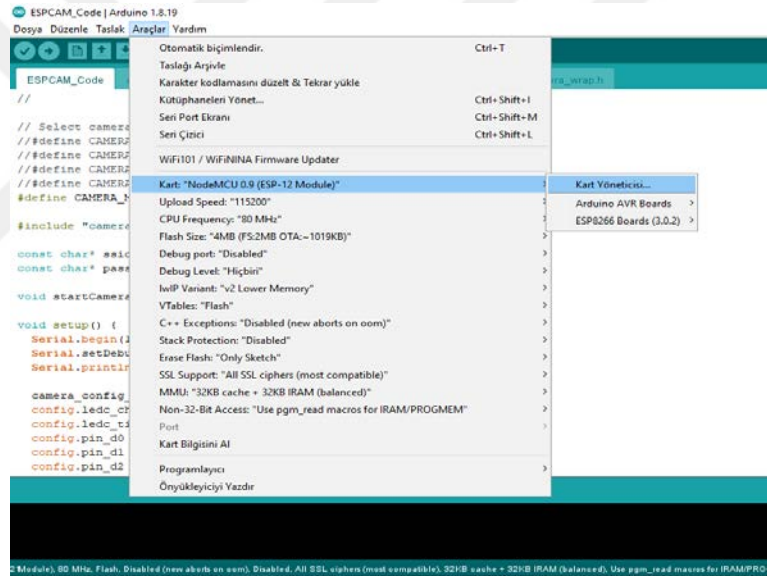 ESPCAM_Code | Arduino 1.8.19
Dosya Düzenle Taslak Araçlar Yardım
Otomatik biçimlendir. Ctrl+T
Taslağı Arşivle
Karakter kodlamasını düzelt & Tekrar yükle
Kütüphaneleri Yönet... Ctrl+Shift+I
Seri Port Ekranı Ctrl+Shift+M
Seri Çizici Ctrl+Shift+L
WiFi101 / WiFiNINA Firmware Updater
Kart: "NodeMCU 0.9 (ESP-12 Module)"
Upload Speed: "115200"
CPU Frequency: "80 MHz"
Flash Size: "4MB (FS:2MB OTA:~1019KB)"
Debug port: "Disabled"
Debug Level: "Hiçbiri"
lwIP Variant: "v2 Lower Memory"
VTables: "Flash"
C++ Exceptions: "Disabled (new aborts on oom)"
Stack Protection: "Disabled"
Erase Flash: "Only Sketch"
SSL Support: "All SSL ciphers (most compatible)"
MMU: "32KB cache + 32KB IRAM (balanced)"
Non-32-Bit Access: "Use pgm_read macros for IRAM/PROGMEM"
Port
Kart Bilgisini Al
Programlayıcı
Önyükleyiciyi Yazdır
Kart Yöneticisi...
Arduino AVR Boards
ESP8266 Boards (3.0.2)
ESPCAM_Code
ra_wrap.h
//
// Select camera
//#define CAMERA
//#define CAMERA
//#define CAMERA
//#define CAMERA
#define CAMERA_M
#include "camera
const char* ssid
const char* pass
void startCamera
void setup() {
Serial.begin(1
Serial.setDebu
Serial.println
camera_config_
config.ledc_ch
config.ledc_ti
config.pin_d0
config.pin_d1
config.pin_d2
Module), 80 MHz, Flash, Disabled (new aborts on oom), Disabled, All SSL ciphers (most compatible), 32KB cache + 32KB IRAM (balanced), Use pgm_read macros for IRAM/PRO